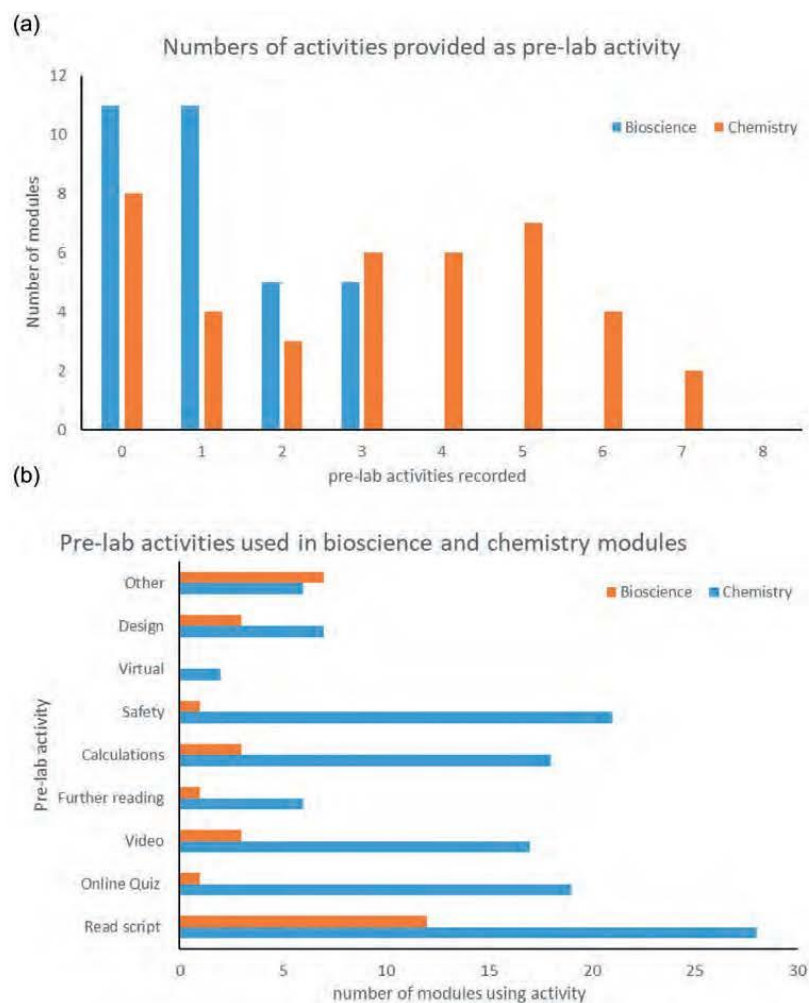 (a)
Numbers of activities provided as pre-lab activity
12
10
8
6
4
2
0
Number of modules
Bioscience Chemistry
0 1 2 3 4 5 6 7 8
pre-lab activities recorded
(b)
Pre-lab activities used in bioscience and chemistry modules
Bioscience Chemistry
Pre-lab activity
Other
Design
Virtual
Safety
Calculations
Further reading
Video
Online Quiz
Read script
0 5 10 15 20 25 30
number of modules using activity